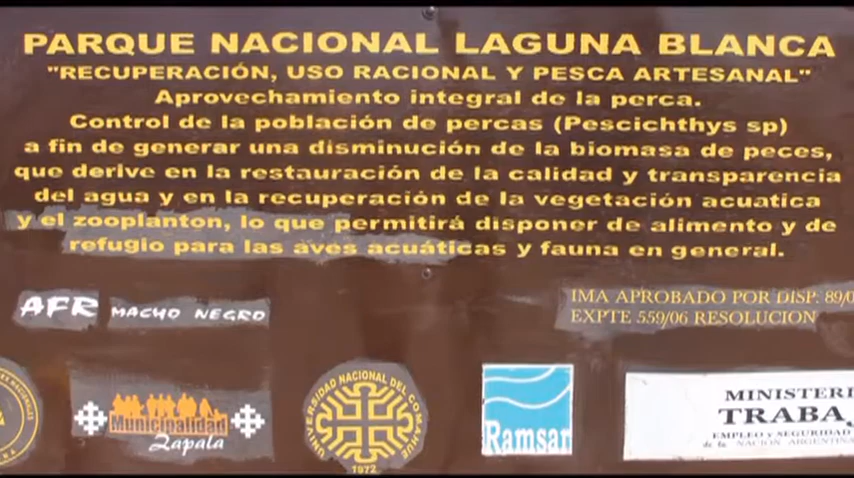 PARQUE NACIONAL LAGUNA BLANCA
"RECUPERACIÓN, USO RACIONAL Y PESCA ARTESANAL"
Aprovechamiento integral de la perca.
Control de la población de percas (Pescichthys sp)
a fin de generar una disminución de la biomasa de peces,
que derive en la restauración de la calidad y transparencia
del agua y en la recuperación de la vegetación acuatica
y el zooplanton, lo que permitirá disponer de alimento y de
refugio para las aves acuáticas y fauna en general.
AFR MACHO NEGRO
IMA APROBADO POR DISP. 89/0
EXPTE 559/06 RESOLUCION
Municipalidad
Zapala
UNIVERSIDAD NACIONAL DEL COMAHUE
1972
Ramsar
MINISTERI
TRABAJ
EMPLEO y SEGURIDAD
de la NACION ARGENTINA